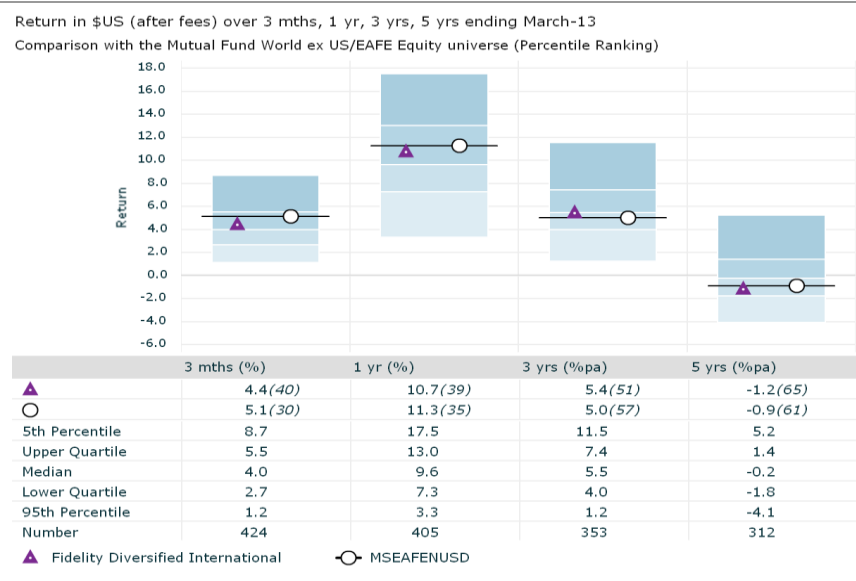 Return in $US (after fees) over 3 mths, 1 yr, 3 yrs, 5 yrs ending March-13
Comparison with the Mutual Fund World ex US/EAFE Equity universe (Percentile Ranking)
18.0
16.0
14.0
12.0
10.0
8.0
6.0
4.0
2.0
0.0
-2.0
-4.0
-6.0
Return
3 mths (%) 1 yr (%) 3 yrs (%pa) 5 yrs (%pa)
4.4(40) 10.7(39) 5.4(51) -1.2(65)
5.1(30) 11.3(35) 5.0(57) -0.9(61)
5th Percentile 8.7 17.5 11.5 5.2
Upper Quartile 5.5 13.0 7.4 1.4
Median 4.0 9.6 5.5 -0.2
Lower Quartile 2.7 7.3 4.0 -1.8
95th Percentile 1.2 3.3 1.2 -4.1
Number 424 405 353 312
Fidelity Diversified International MSEAFENUSD